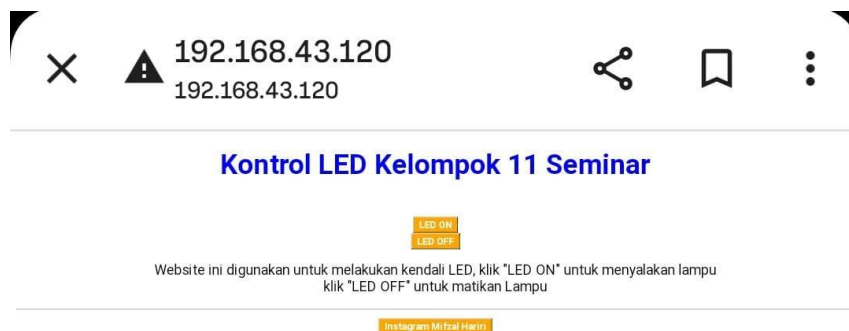 192.168.43.120
192.168.43.120
Kontrol LED Kelompok 11 Seminar
LED ON
LED OFF
Website ini digunakan untuk melakukan kendali LED, klik "LED ON" untuk menyalakan lampu
klik "LED OFF" untuk matikan Lampu
Instagram Mifzal Hariri